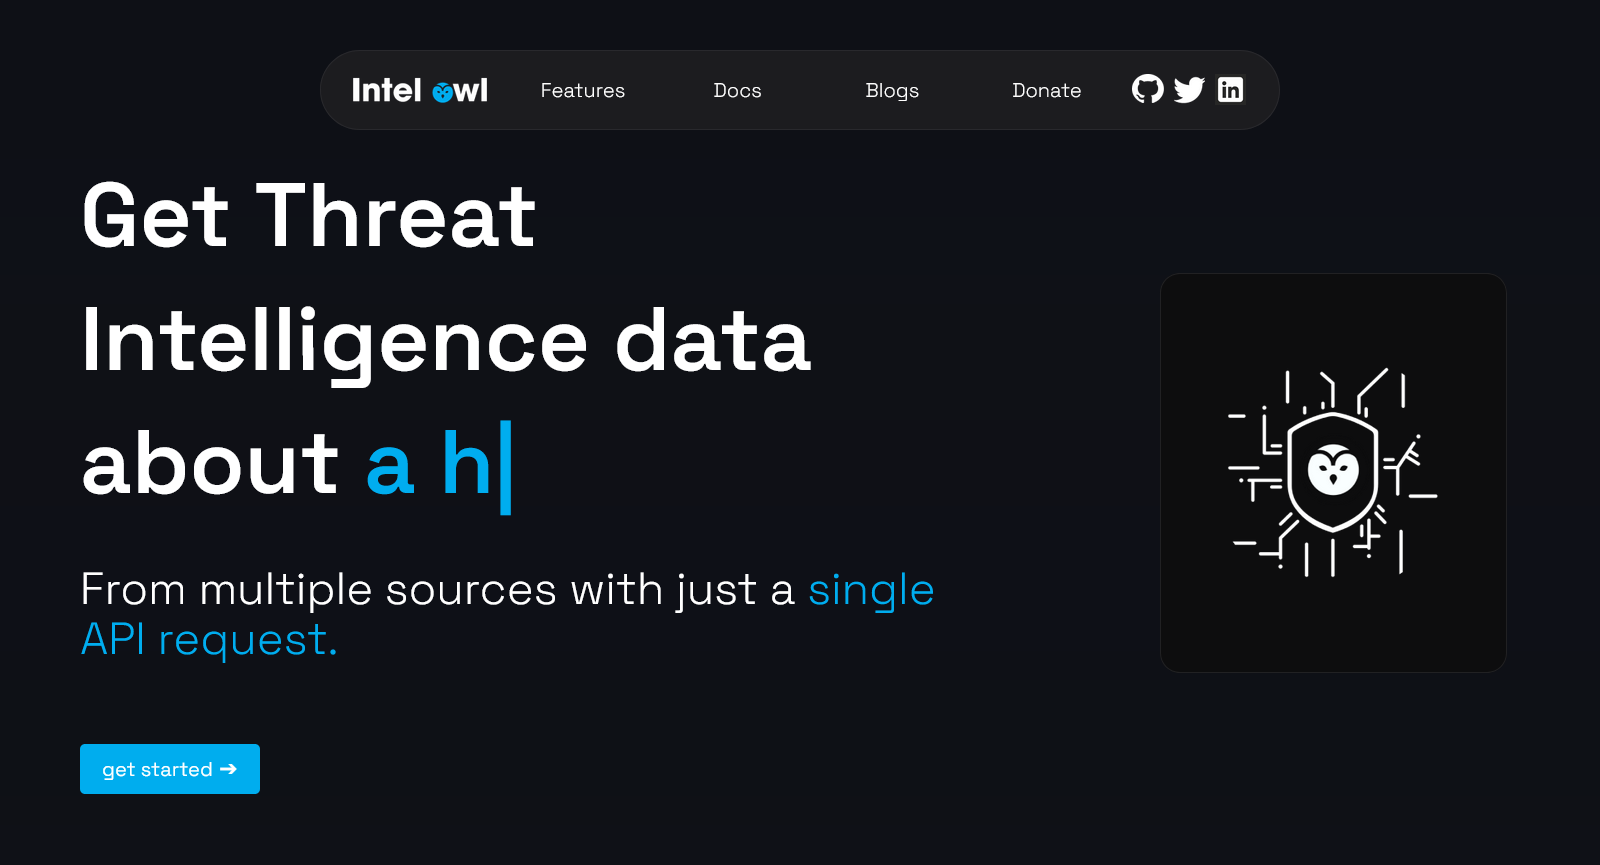 Intel Owl
Features
Docs
Blogs
Donate
in
Get Threat
Intelligence data
about a h|
From multiple sources with just a single
API request.
get started ➔